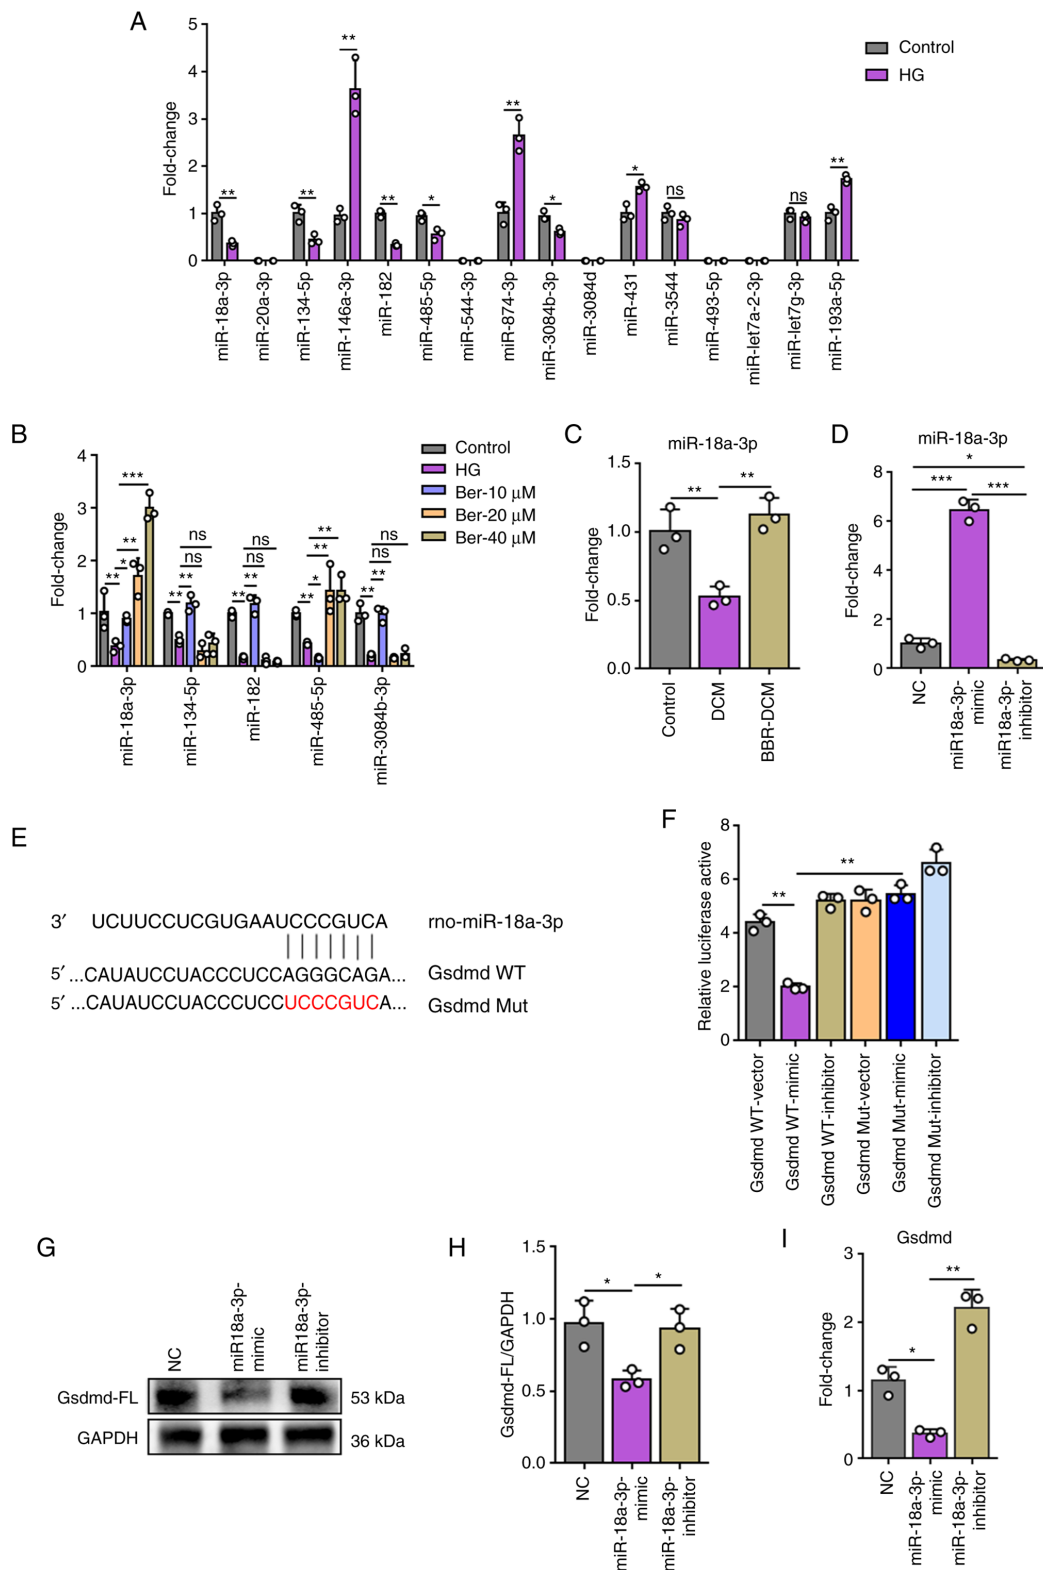 A
5
4
3
2
1
0
Fold-change
Control
HG
** ** ** ** * ** * * ns ns **
miR-18a-3p
miR-20a-3p
miR-134-5p
miR-146a-3p
miR-182
miR-485-5p
miR-544-3p
miR-874-3p
miR-3084b-3p
miR-3084d
miR-431
miR-3544
miR-493-5p
miR-let7a-2-3p
miR-let7g-3p
miR-193a-5p
B
4
3
2
1
0
Fold-change
Control
HG
Ber-10 µM
Ber-20 µM
Ber-40 µM
***
**
*
**
ns
ns
**
**
ns
ns
**
**
**
**
*
**
ns
ns
**
**
miR-18a-3p
miR-134-5p
miR-182
miR-485-5p
miR-3084b-3p
C
miR-18a-3p
1.5
1.0
0.5
0.0
Fold-change
** **
Control
DCM
BBR-DCM
D
miR-18a-3p
8
6
4
2
0
Fold-change
*
*** ***
NC
miR18a-3p-
mimic
miR18a-3p-
inhibitor
E
3′ UCUUCCUCGUGAAUCCCGUCA rno-miR-18a-3p
5′ ...CAUAUCCUACCCUCCAGGGCAGA... Gsdmd WT
5′ ...CAUAUCCUACCCUCCUCCCGUCA... Gsdmd Mut
F
8
6
4
2
0
Relative luciferase active
**
**
Gsdmd WT-vector
Gsdmd WT-mimic
Gsdmd WT-inhibitor
Gsdmd Mut-vector
Gsdmd Mut-mimic
Gsdmd Mut-inhibitor
G
NC
miR18a-3p-
mimic
miR18a-3p-
inhibitor
Gsdmd-FL 53 kDa
GAPDH 36 kDa
H
1.5
1.0
0.5
0.0
Gsdmd-FL/GAPDH
* *
NC
miR-18a-3p-
mimic
miR-18a-3p-
inhibitor
I
Gsdmd
3
2
1
0
Fold-change
**
*
NC
miR-18a-3p-
mimic
miR-18a-3p-
inhibitor